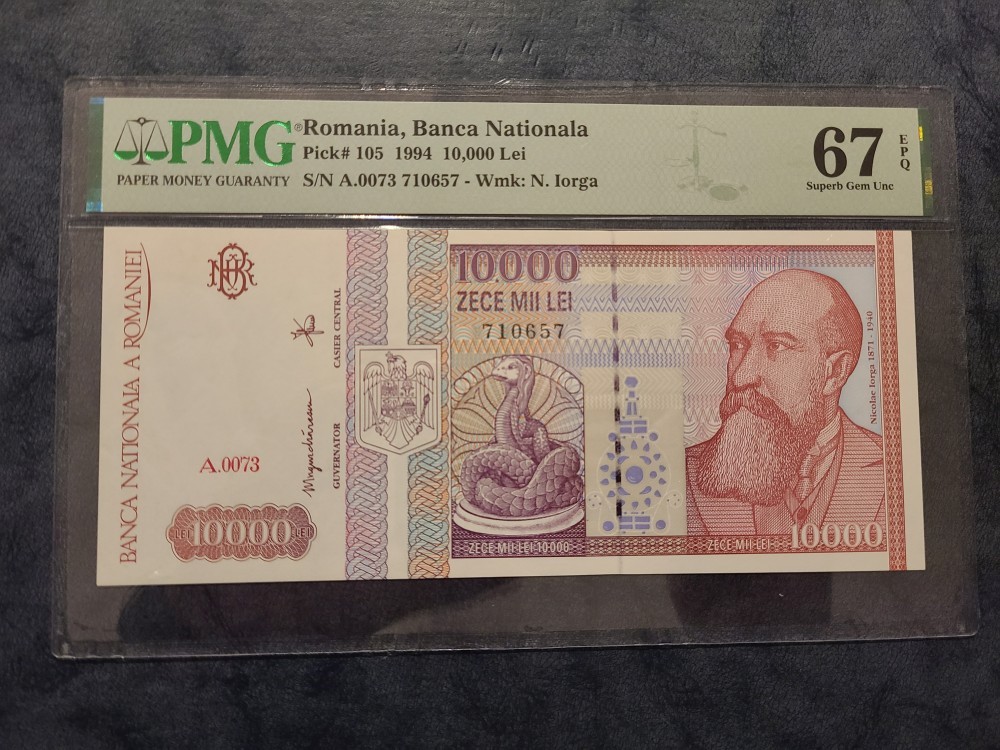 PMG®
PAPER MONEY GUARANTY
Romania, Banca Nationala
Pick# 105 1994 10,000 Lei
S/N A.0073 710657 - Wmk: N. Iorga
67
EPQ
Superb Gem Unc
BANCA NATIONALA A ROMANIEI
A.0073
LEI 10000 LEI
GUVERNATOR
CASIER CENTRAL
10000
ZECE MII LEI
710657
ZECE MII LEI 10000
Nicolae Iorga 1871 - 1940
ZECE MII LEI
10000